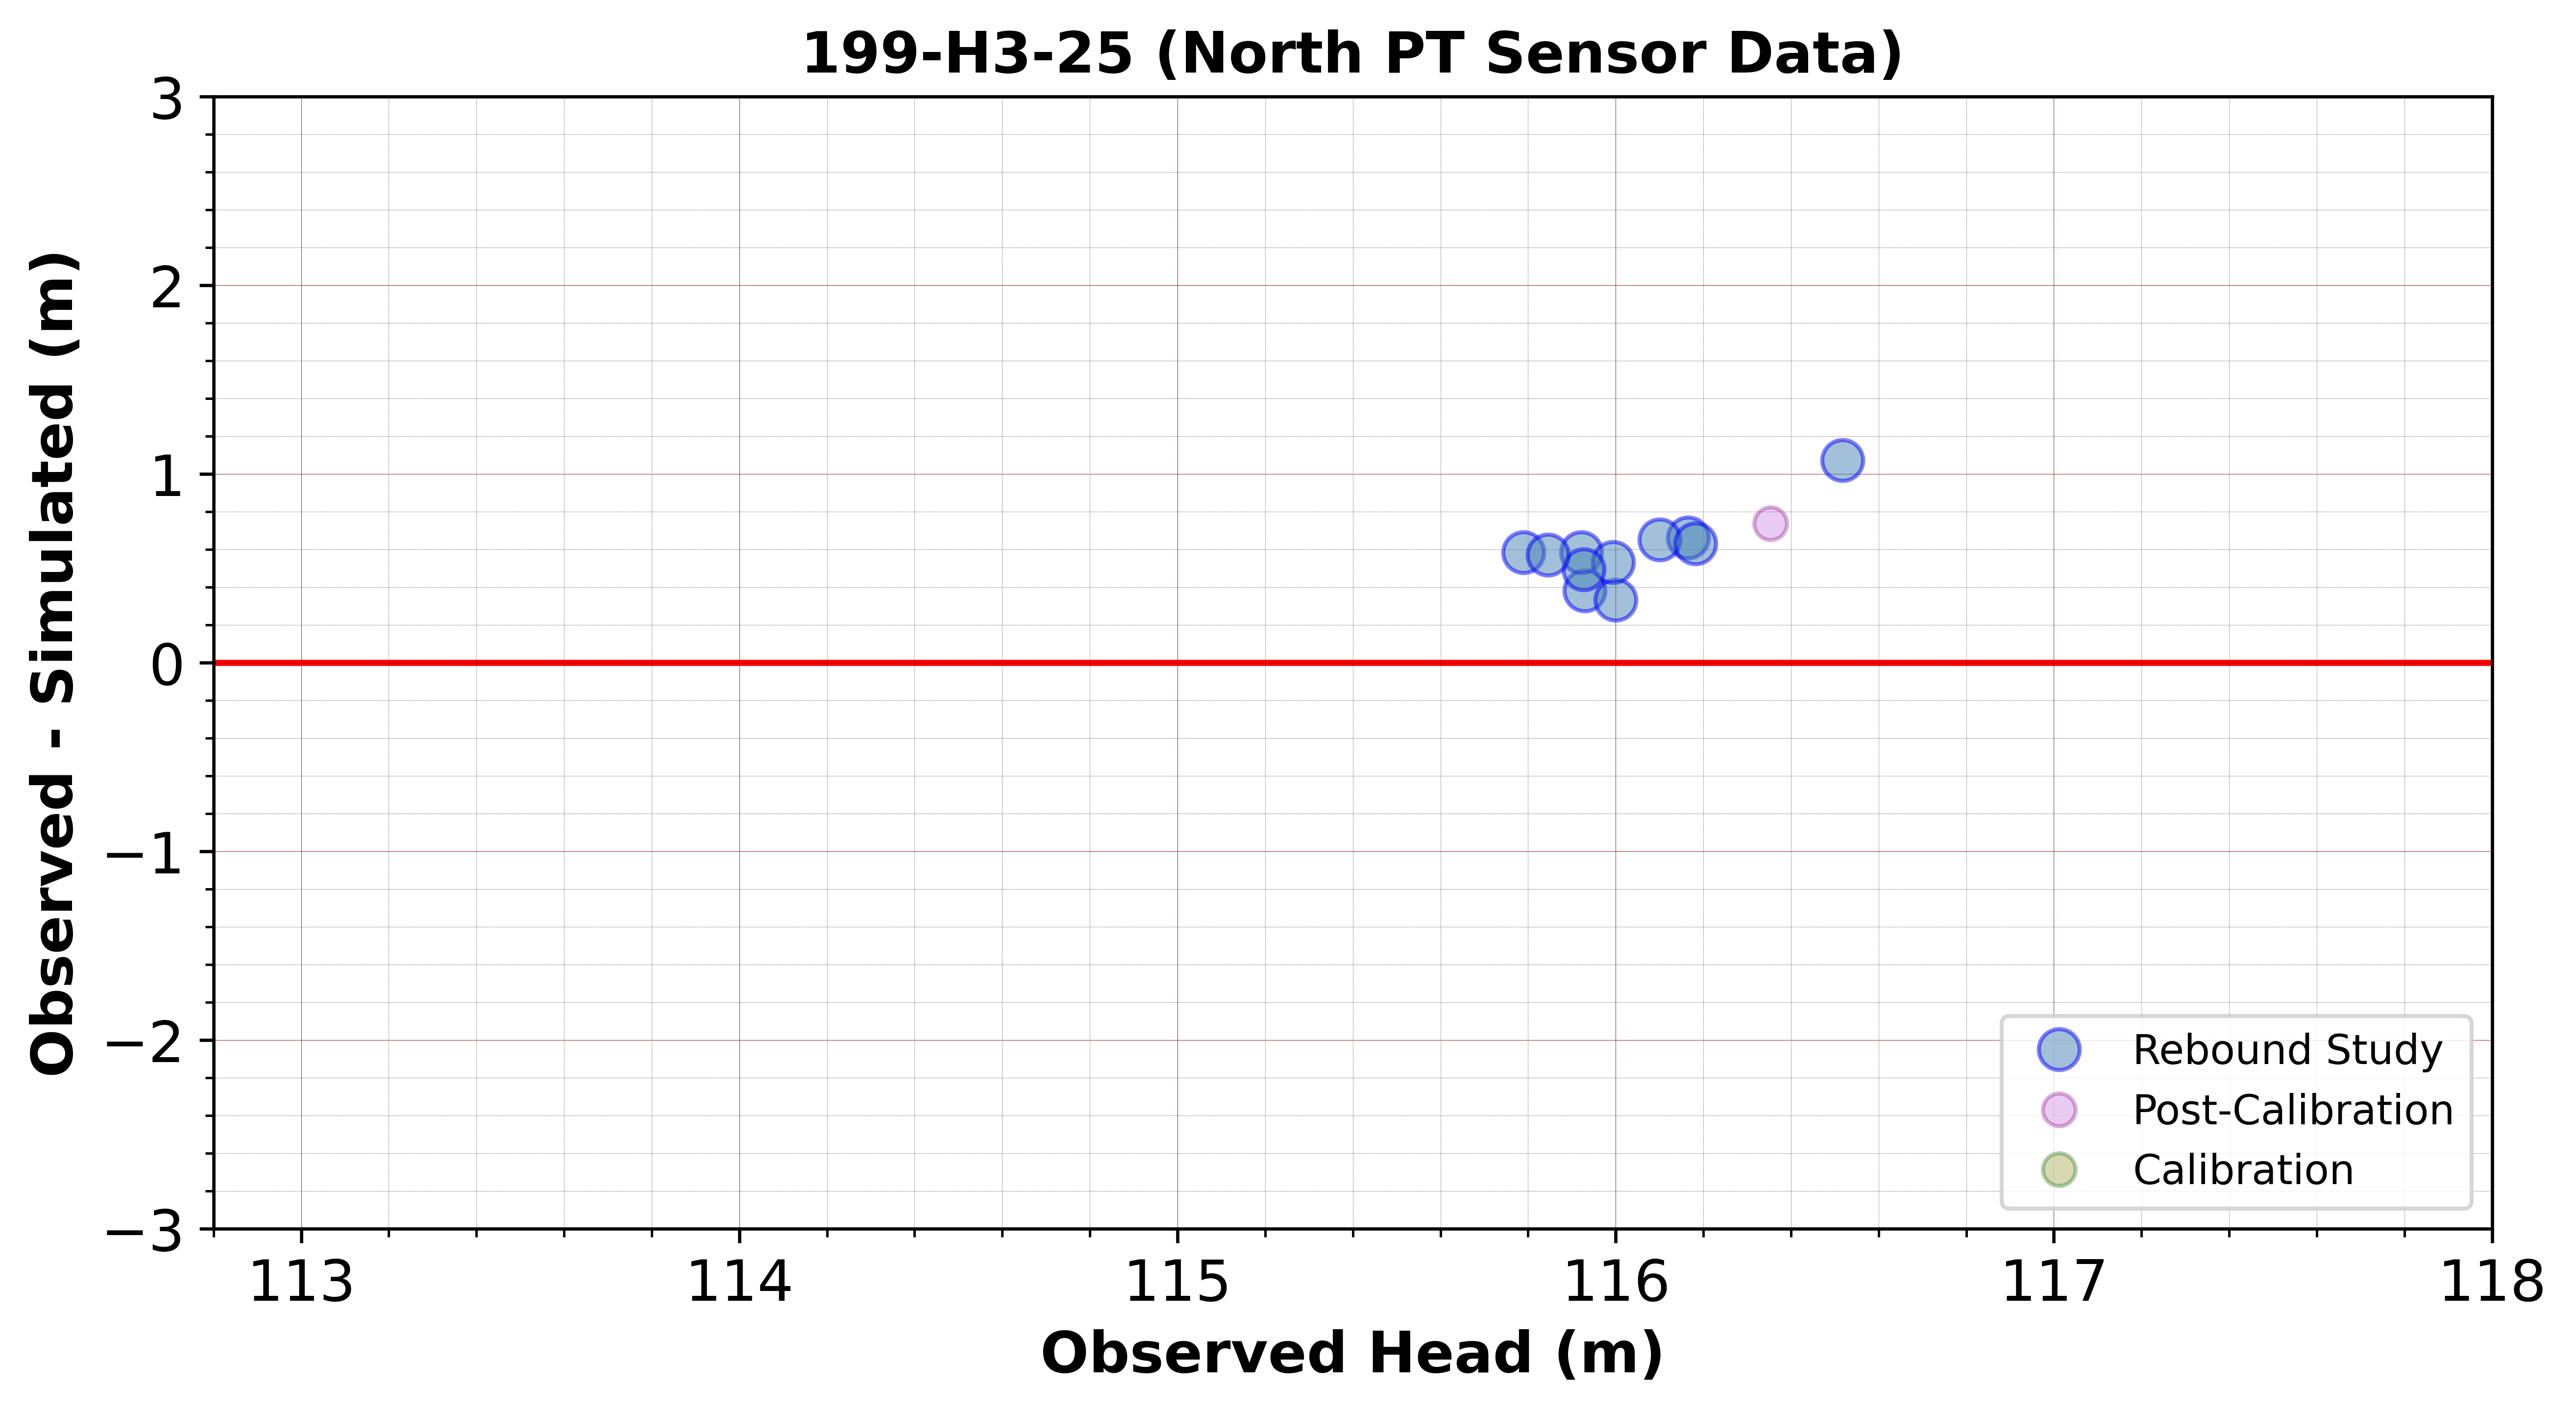 199-H3-25 (North PT Sensor Data)
Observed - Simulated (m)
3
2
1
0
−1
−2
−3
113 114 115 116 117 118
Observed Head (m)
Rebound Study
Post-Calibration
Calibration